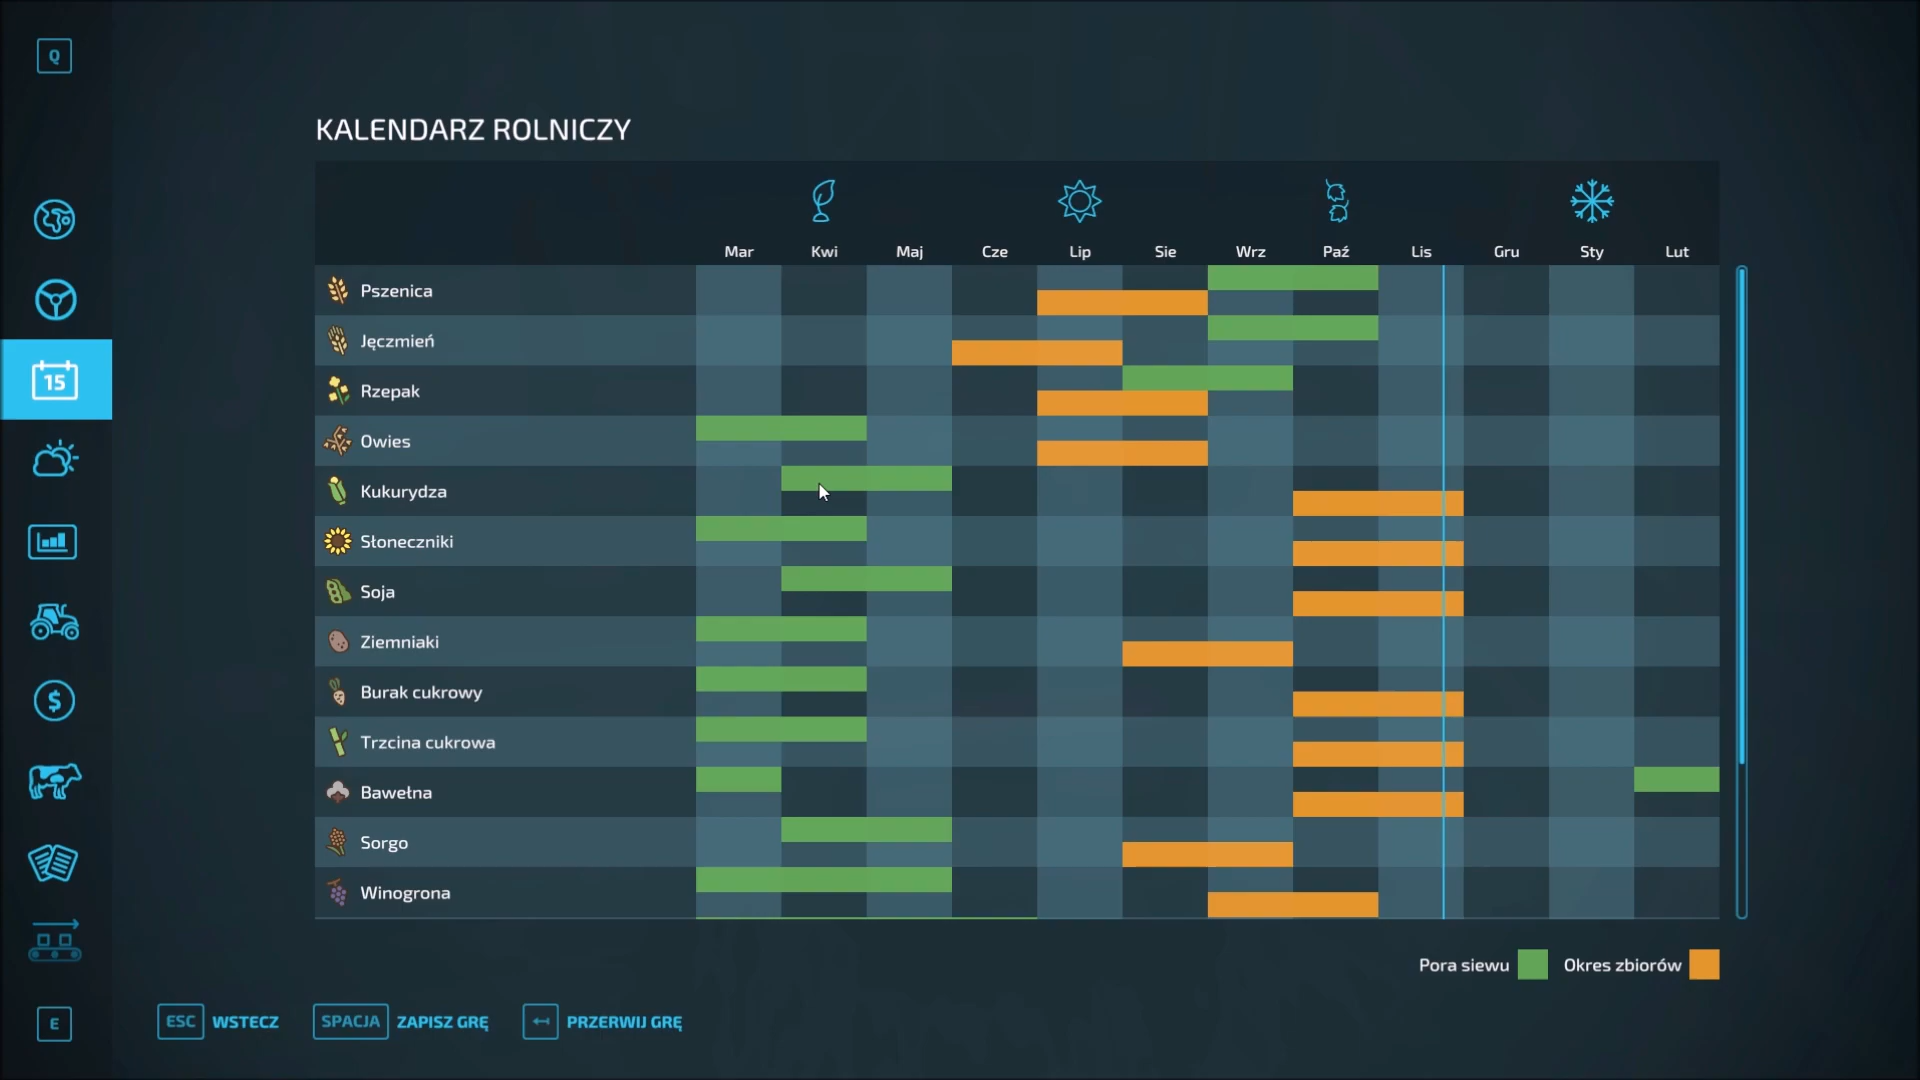 Q
KALENDARZ ROLNICZY
Mar Kwi Maj Cze Lip Sie Wrz Paź Lis Gru Sty Lut
Pszenica
Jęczmień
15
Rzepak
Owies
Kukurydza
Słoneczniki
Soja
Ziemniaki
Burak cukrowy
$
Trzcina cukrowa
Bawełna
Sorgo
Winogrona
Pora siewu Okres zbiorów
E
ESC WSTECZ SPACJA ZAPISZ GRĘ PRZERWIJ GRĘ